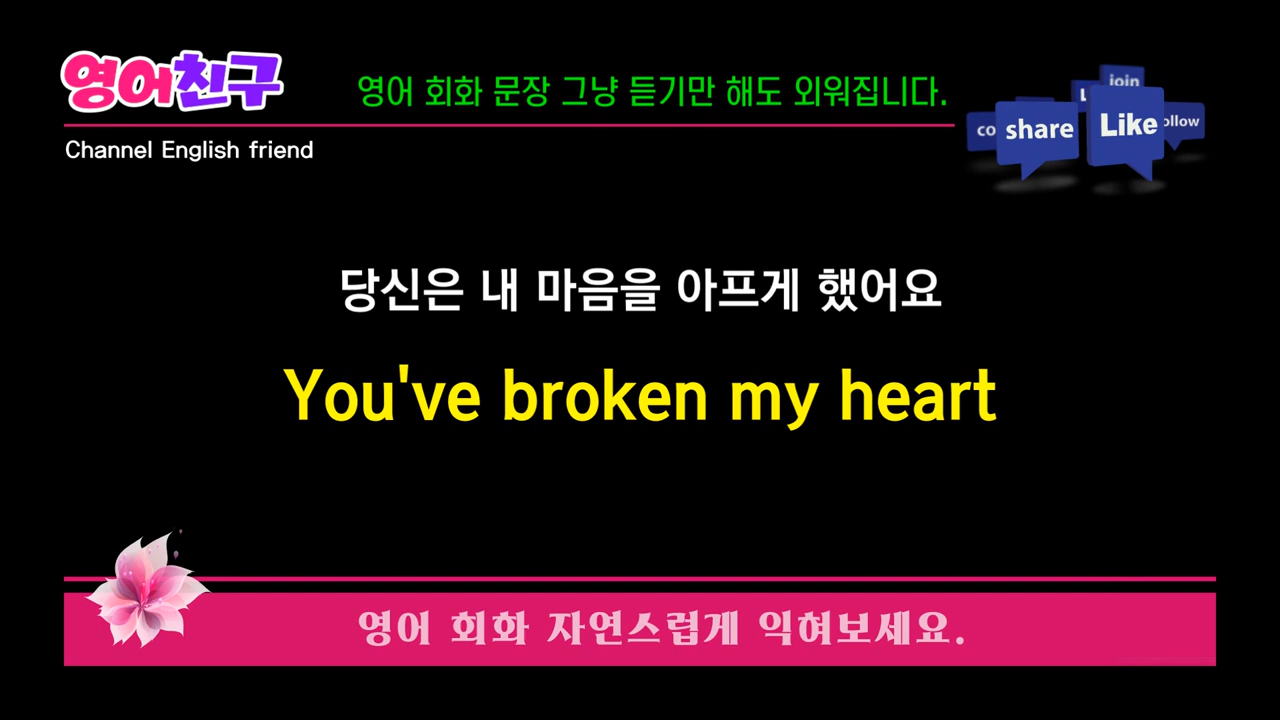 영어친구
영어 회화 문장 그냥 듣기만 해도 외워집니다.
Channel English friend
join
share
Like
당신은 내 마음을 아프게 했어요
You've broken my heart
영어 회화 자연스럽게 익혀보세요.